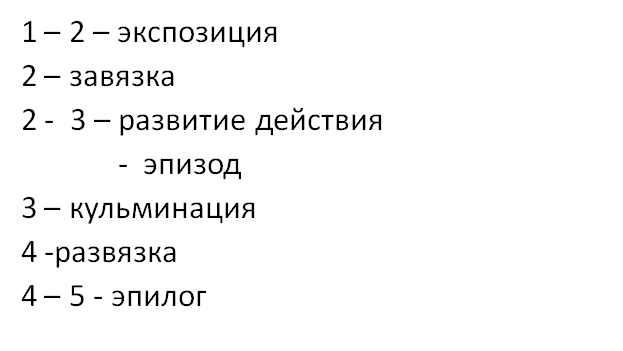 1 – 2 – экспозиция
2 – завязка
2 -  3 – развитие действия
-  эпизод
3 – кульминация
4 -развязка
4 – 5 - эпилог